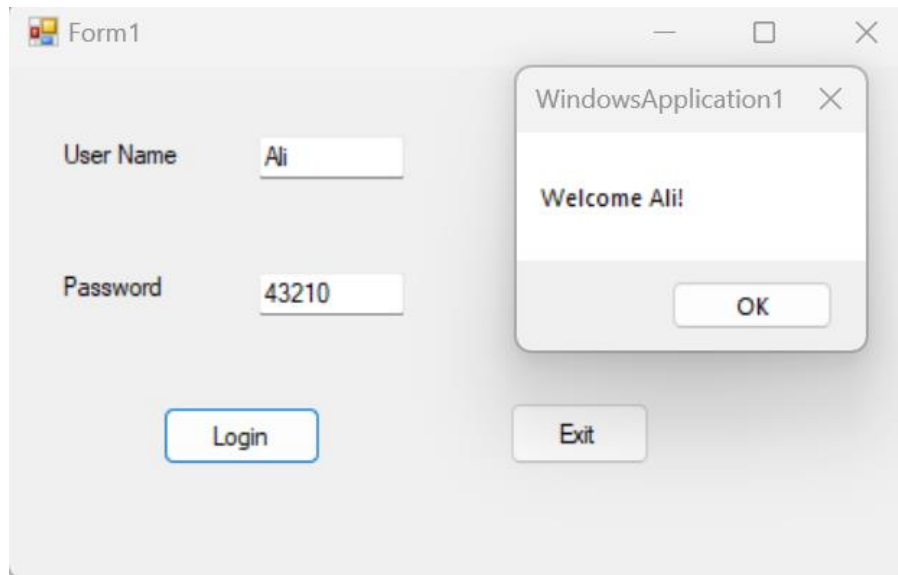 Form1
WindowsApplication1
User Name
Ali
Welcome Ali!
Password
43210
OK
Login
Exit